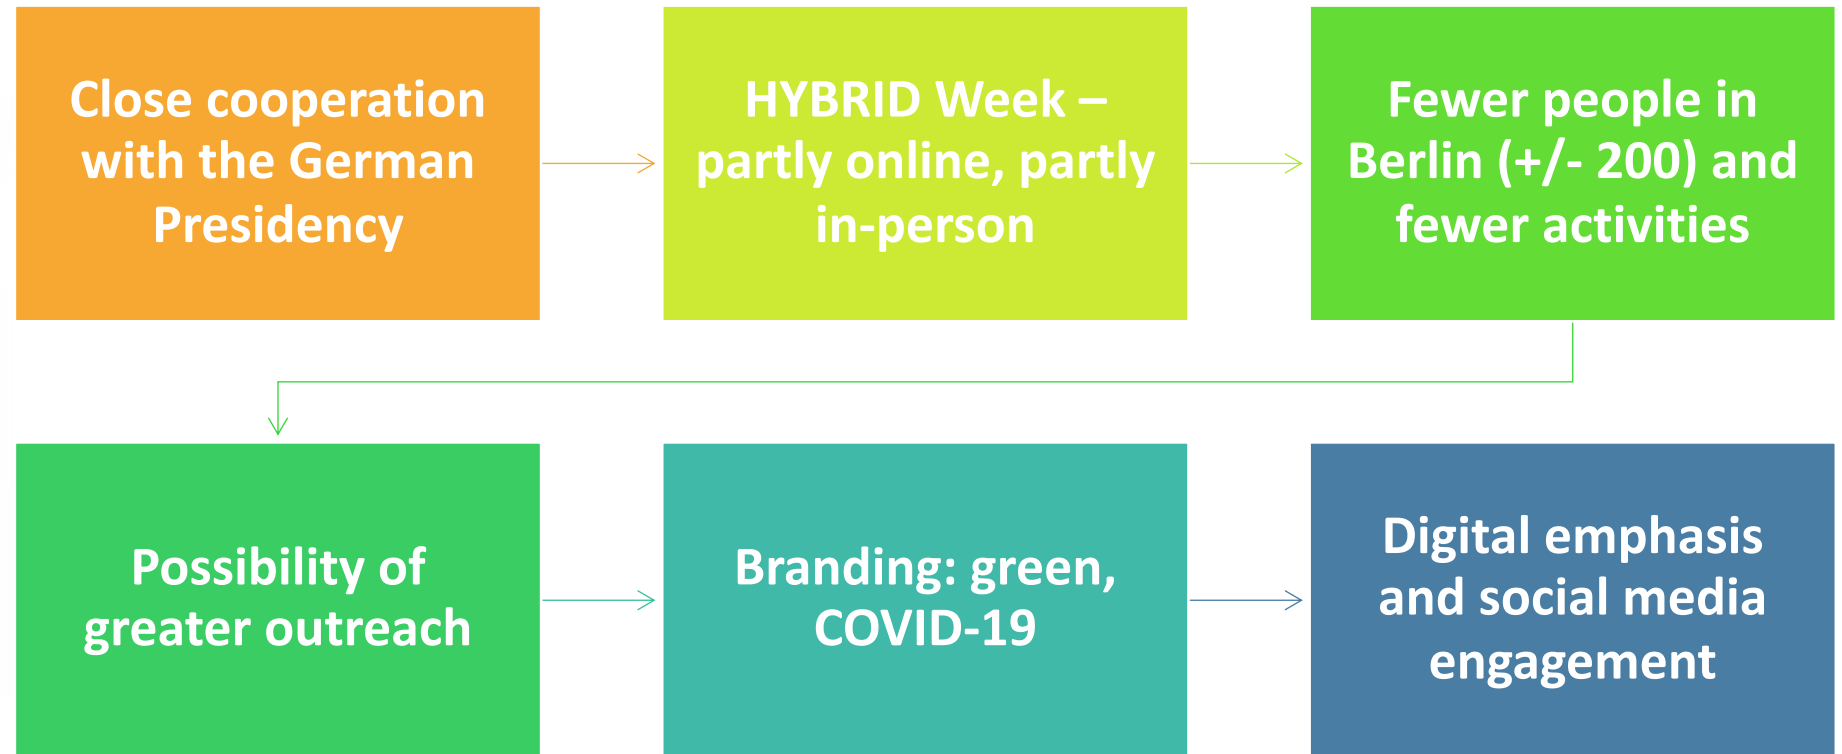 Close cooperation
with the German
Presidency
HYBRID Week –
partly online, partly
in-person
Fewer people in
Berlin (+/- 200) and
fewer activities
Possibility of
greater outreach
Branding: green,
COVID-19
Digital emphasis
and social media
engagement